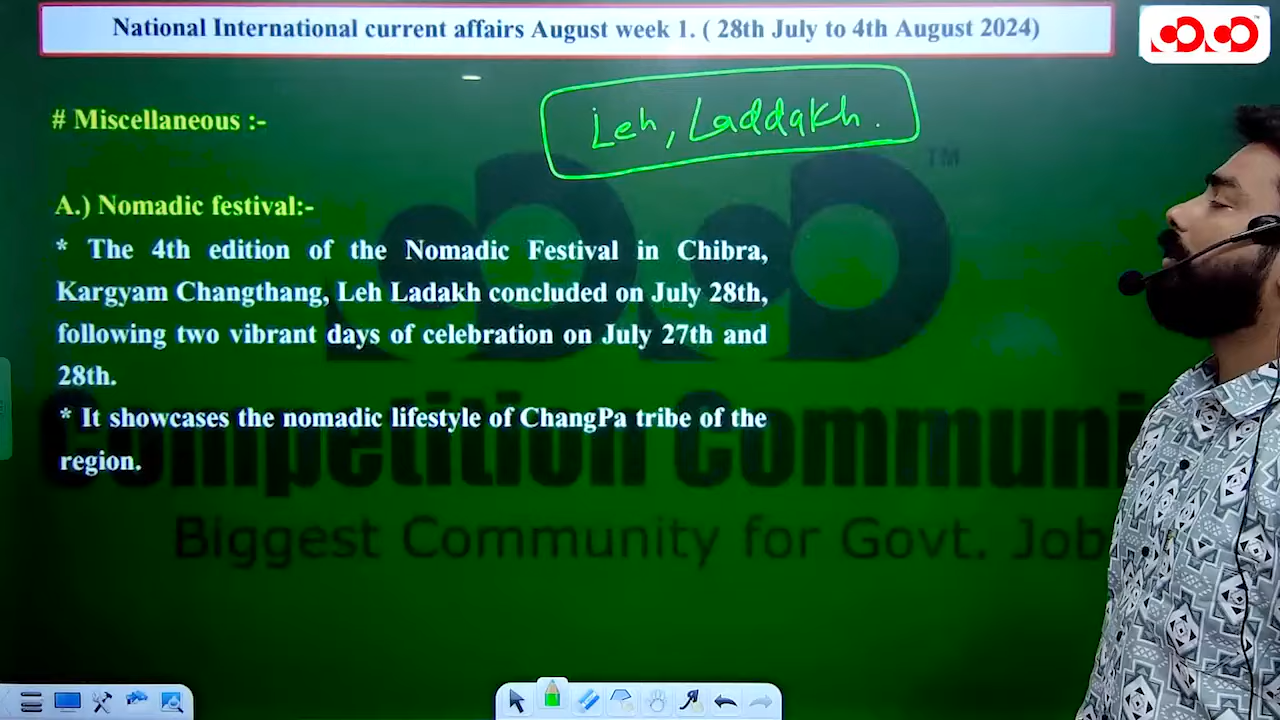 National International current affairs August week 1. ( 28th July to 4th August 2024)
# Miscellaneous :-
Leh, Laddakh.
TM
A.) Nomadic festival:-
* The 4th edition of the Nomadic Festival in Chibra,
Kargyam Changthang, Leh Ladakh concluded on July 28th,
following two vibrant days of celebration on July 27th and
28th.
* It showcases the nomadic lifestyle of ChangPa tribe of the
region.
Competition Communi
Biggest Community for Govt. Job